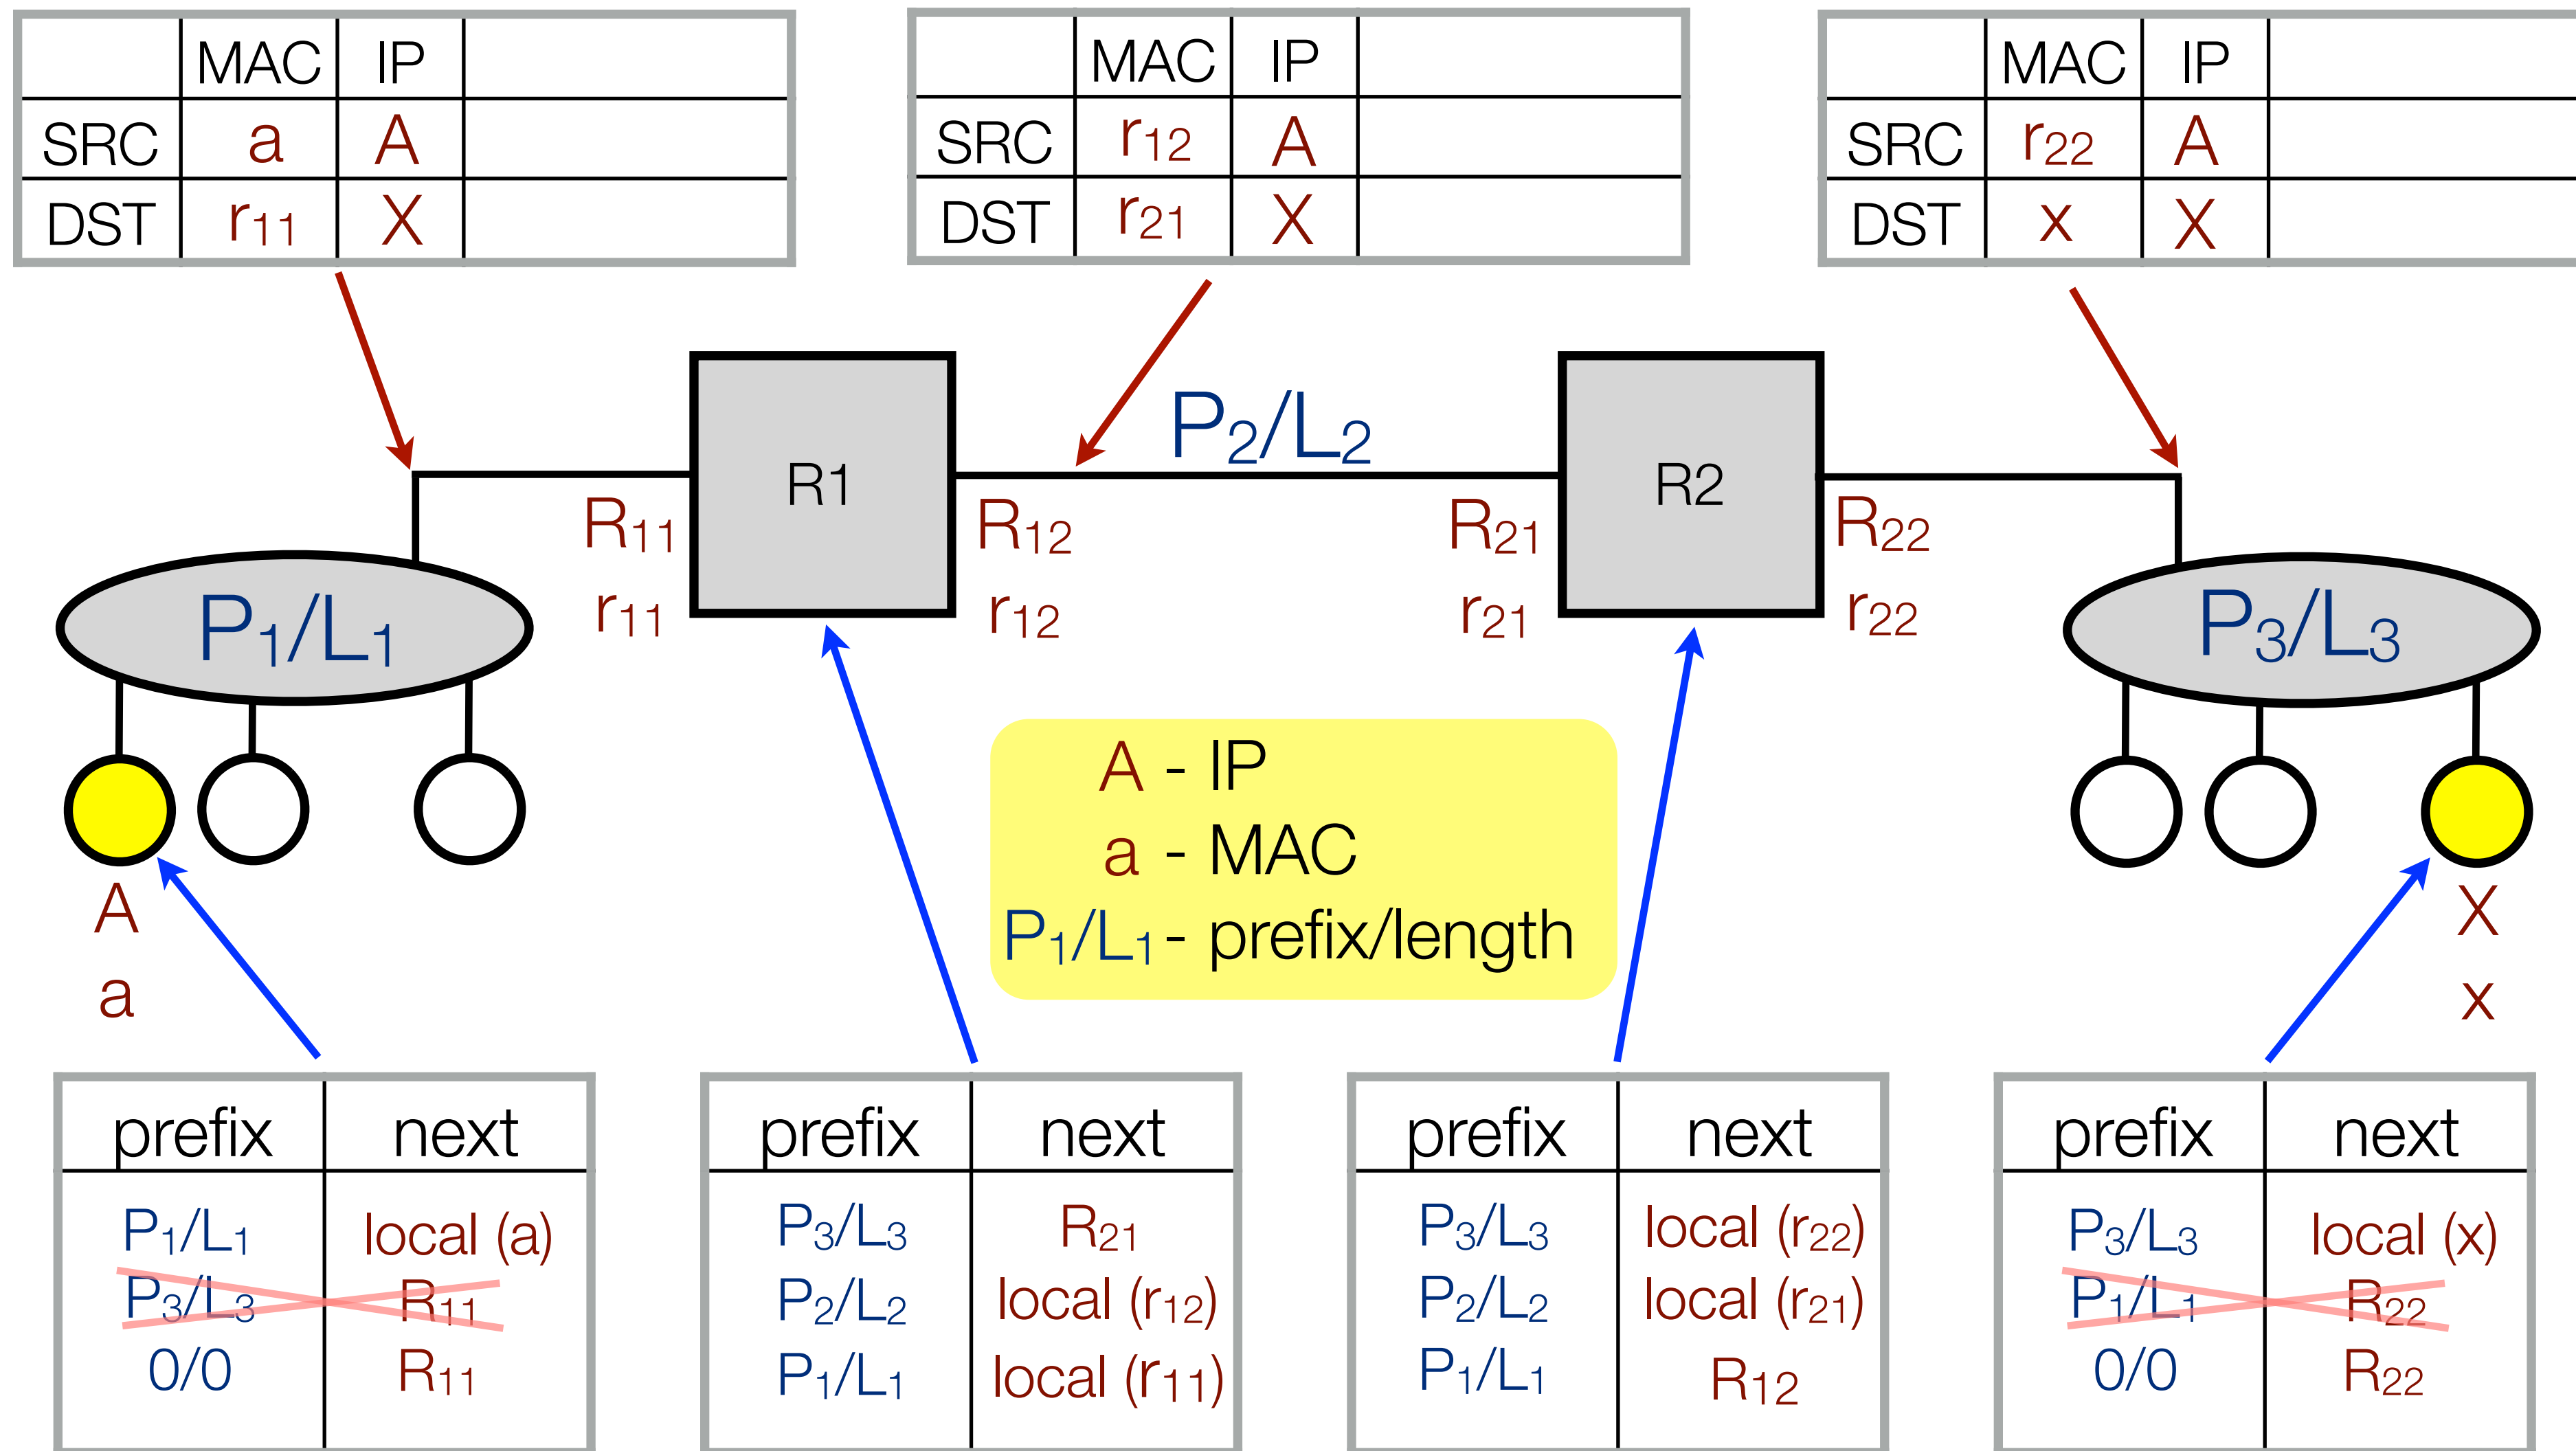 MAC IP
SRC a A
DST r₁₁ X
MAC IP
SRC r₁₂ A
DST r₂₁ X
MAC IP
SRC r₂₂ A
DST x X
R1
P₂/L₂
R2
R₁₁
r₁₁
R₁₂
r₁₂
R₂₁
r₂₁
R₂₂
r₂₂
P₁/L₁
P₃/L₃
A - IP
a - MAC
P₁/L₁ - prefix/length
A
a
X
x
prefix next
P₁/L₁ local (a)
P₃/L₃ R₁₁
0/0 R₁₁
prefix next
P₃/L₃ R₂₁
P₂/L₂ local (r₁₂)
P₁/L₁ local (r₁₁)
prefix next
P₃/L₃ local (r₂₂)
P₂/L₂ local (r₂₁)
P₁/L₁ R₁₂
prefix next
P₃/L₃ local (x)
P₁/L₁ R₂₂
0/0 R₂₂